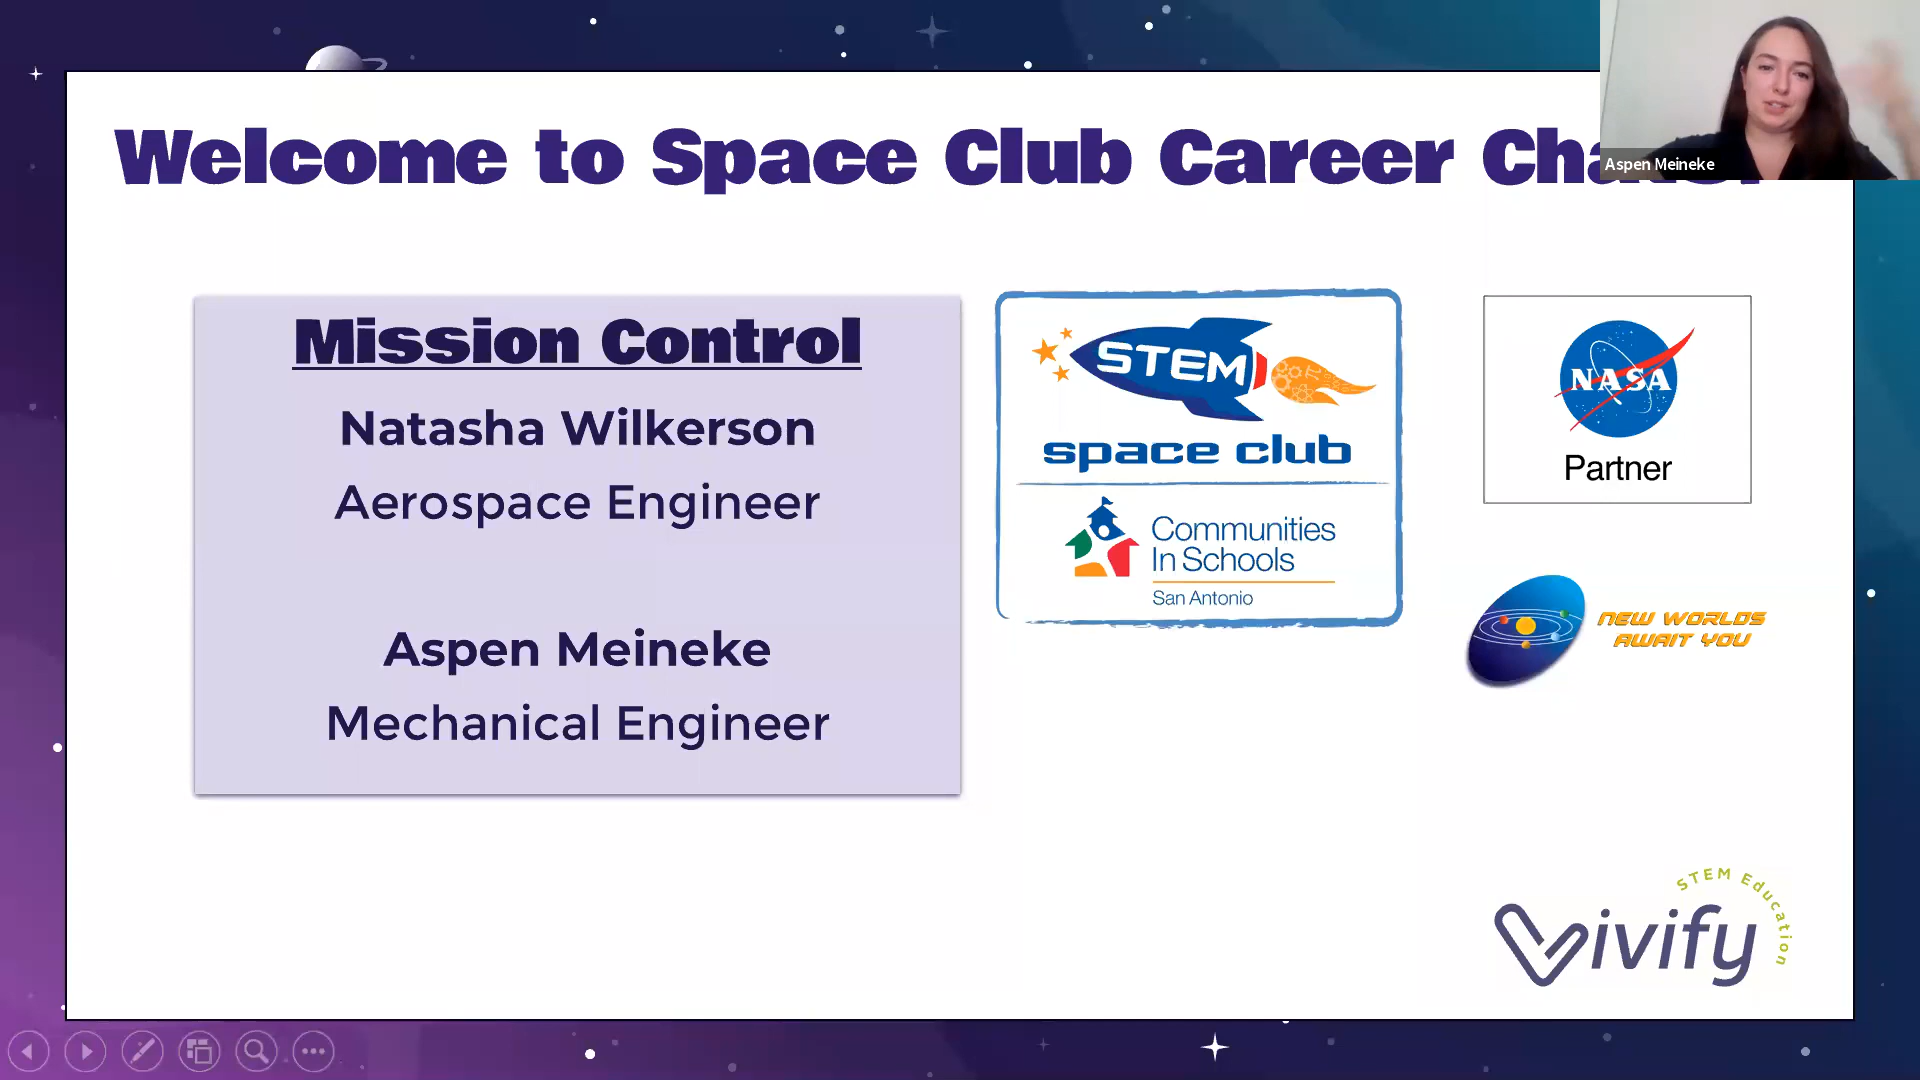 Welcome to Space Club Career
Aspen Meineke
Mission Control
Natasha Wilkerson
Aerospace Engineer
Aspen Meineke
Mechanical Engineer
STEM
space club
Communities
In Schools
San Antonio
NASA
Partner
NEW WORLDS
AWAIT YOU
STEM Education
Vivify